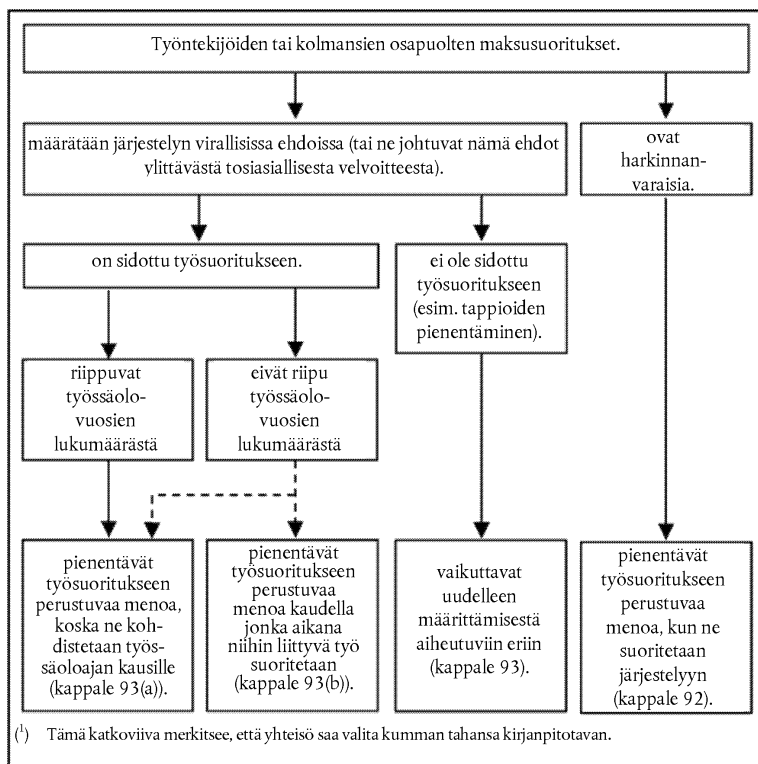 Työntekijöiden tai kolmansien osapuolten maksusuoritukset.
määrätään järjestelyn virallisissa ehdoissa (tai ne johtuvat nämä ehdot
ylittävästä tosiasiallisesta velvoitteesta).
ovat
harkinnan-
varaisia.
on sidottu työsuoritukseen.
ei ole sidottu
työsuoritukseen
(esim. tappioiden
pienentäminen).
riippuvat
työssäolo-
vuosien
lukumäärästä
eivät riipu
työssäolo-
vuosien
lukumäärästä
pienentävät
työsuoritukseen
perustuvaa menoa,
koska ne koh-
distetaan työs-
säoloajan kausille
(kappale 93(a)).
pienentävät
työsuoritukseen
perustuvaa
menoa kaudella
jonka aikana
niihin liittyvä työ
suoritetaan
(kappale 93(b)).
vaikuttavat
uudelleen
määrittämisestä
aiheutuviin eriin
(kappale 93).
pienentävät
työsuoritukseen
perustuvaa
menoa, kun ne
suoritetaan
järjestelyyn
(kappale 92).
(¹) Tämä katkoviiva merkitsee, että yhteisö saa valita kumman tahansa kirjanpitotavan.